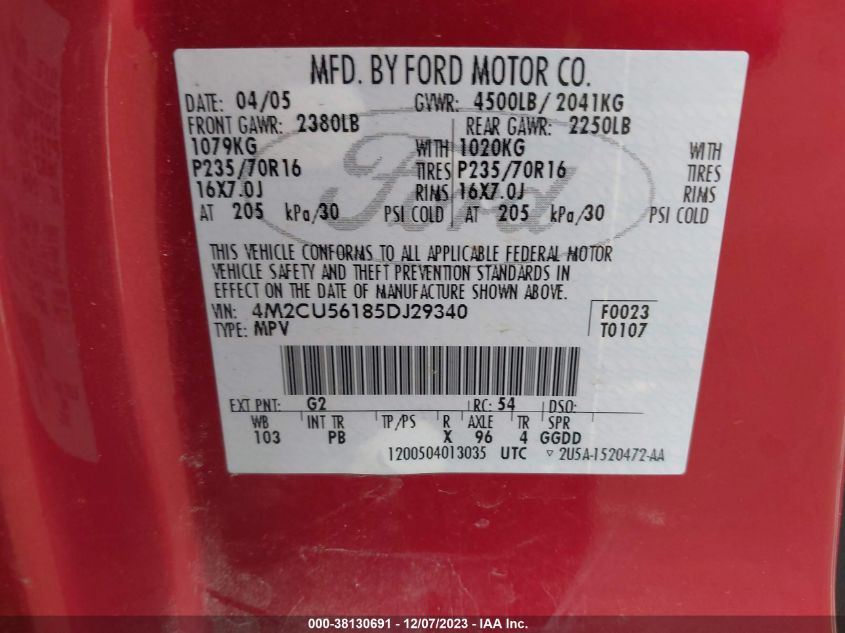 MFD. BY FORD MOTOR CO.
DATE: 04/05 GVWR: 4500LB/ 2041KG
FRONT GAWR: 2380LB REAR GAWR: 2250LB
1079KG WITH 1020KG WITH
P235/70R16 TIRES P235/70R16 TIRES
16X7.0J RIMS 16X7.0J RIMS
AT 205 kPa/30 PSI COLD AT 205 kPa/30 PSI COLD
Ford
THIS VEHICLE CONFORMS TO ALL APPLICABLE FEDERAL MOTOR
VEHICLE SAFETY AND THEFT PREVENTION STANDARDS IN
EFFECT ON THE DATE OF MANUFACTURE SHOWN ABOVE.
VIN: 4M2CU56185DJ29340 F0023
TYPE: MPV T0107
EXT PNT: G2 RC: 54 DSO:
WB INT TR TP/PS R AXLE TR SPR
103 PB X 96 4 GGDD
1200504013035 UTC ▽ 2U5A-1520472-AA
000-38130691 - 12/07/2023 - IAA Inc.